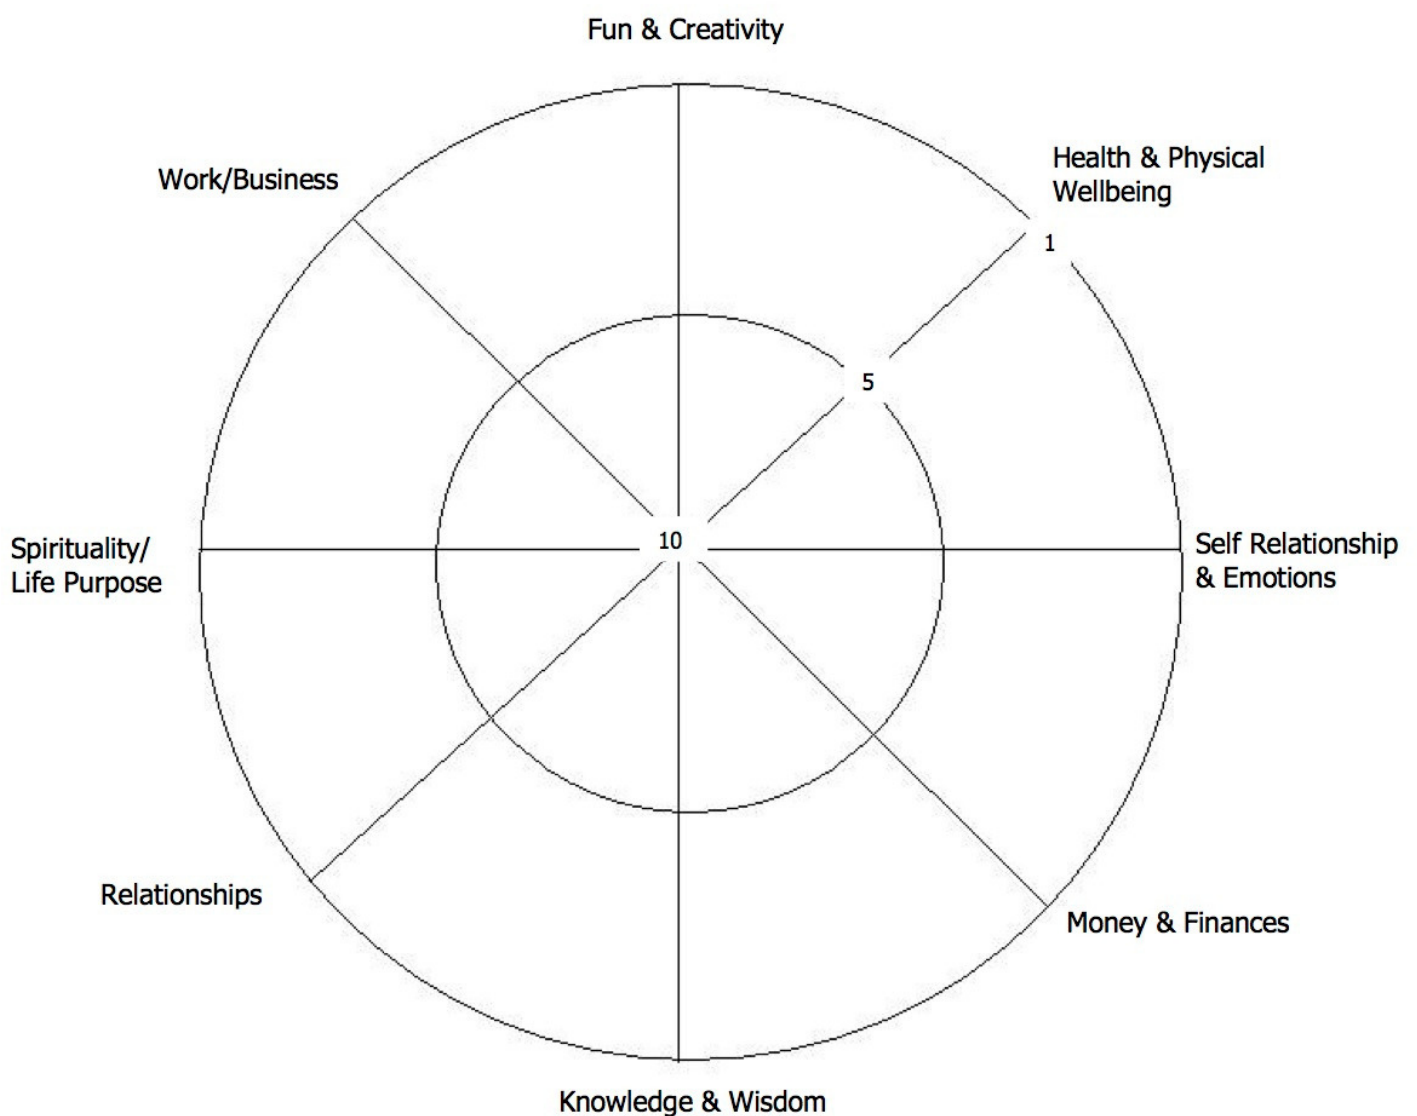 Fun & Creativity
Health & Physical
Wellbeing
Work/Business
1
5
10
Self Relationship
& Emotions
Spirituality/
Life Purpose
Relationships
Money & Finances
Knowledge & Wisdom